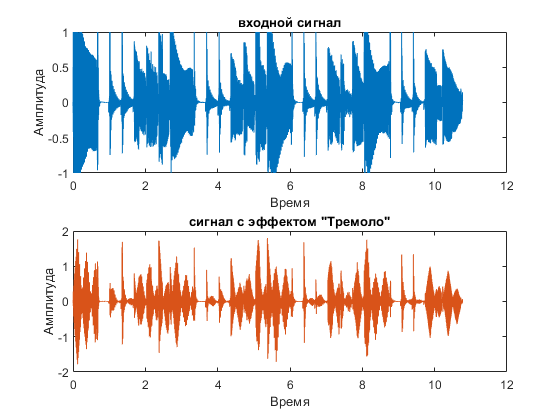 входной сигнал
1
0.5
0
-0.5
-1
Амплитуда
0 2 4 6 8 10 12
Время
сигнал с эффектом "Тремоло"
2
1
0
-1
-2
Амплитуда
0 2 4 6 8 10 12
Время